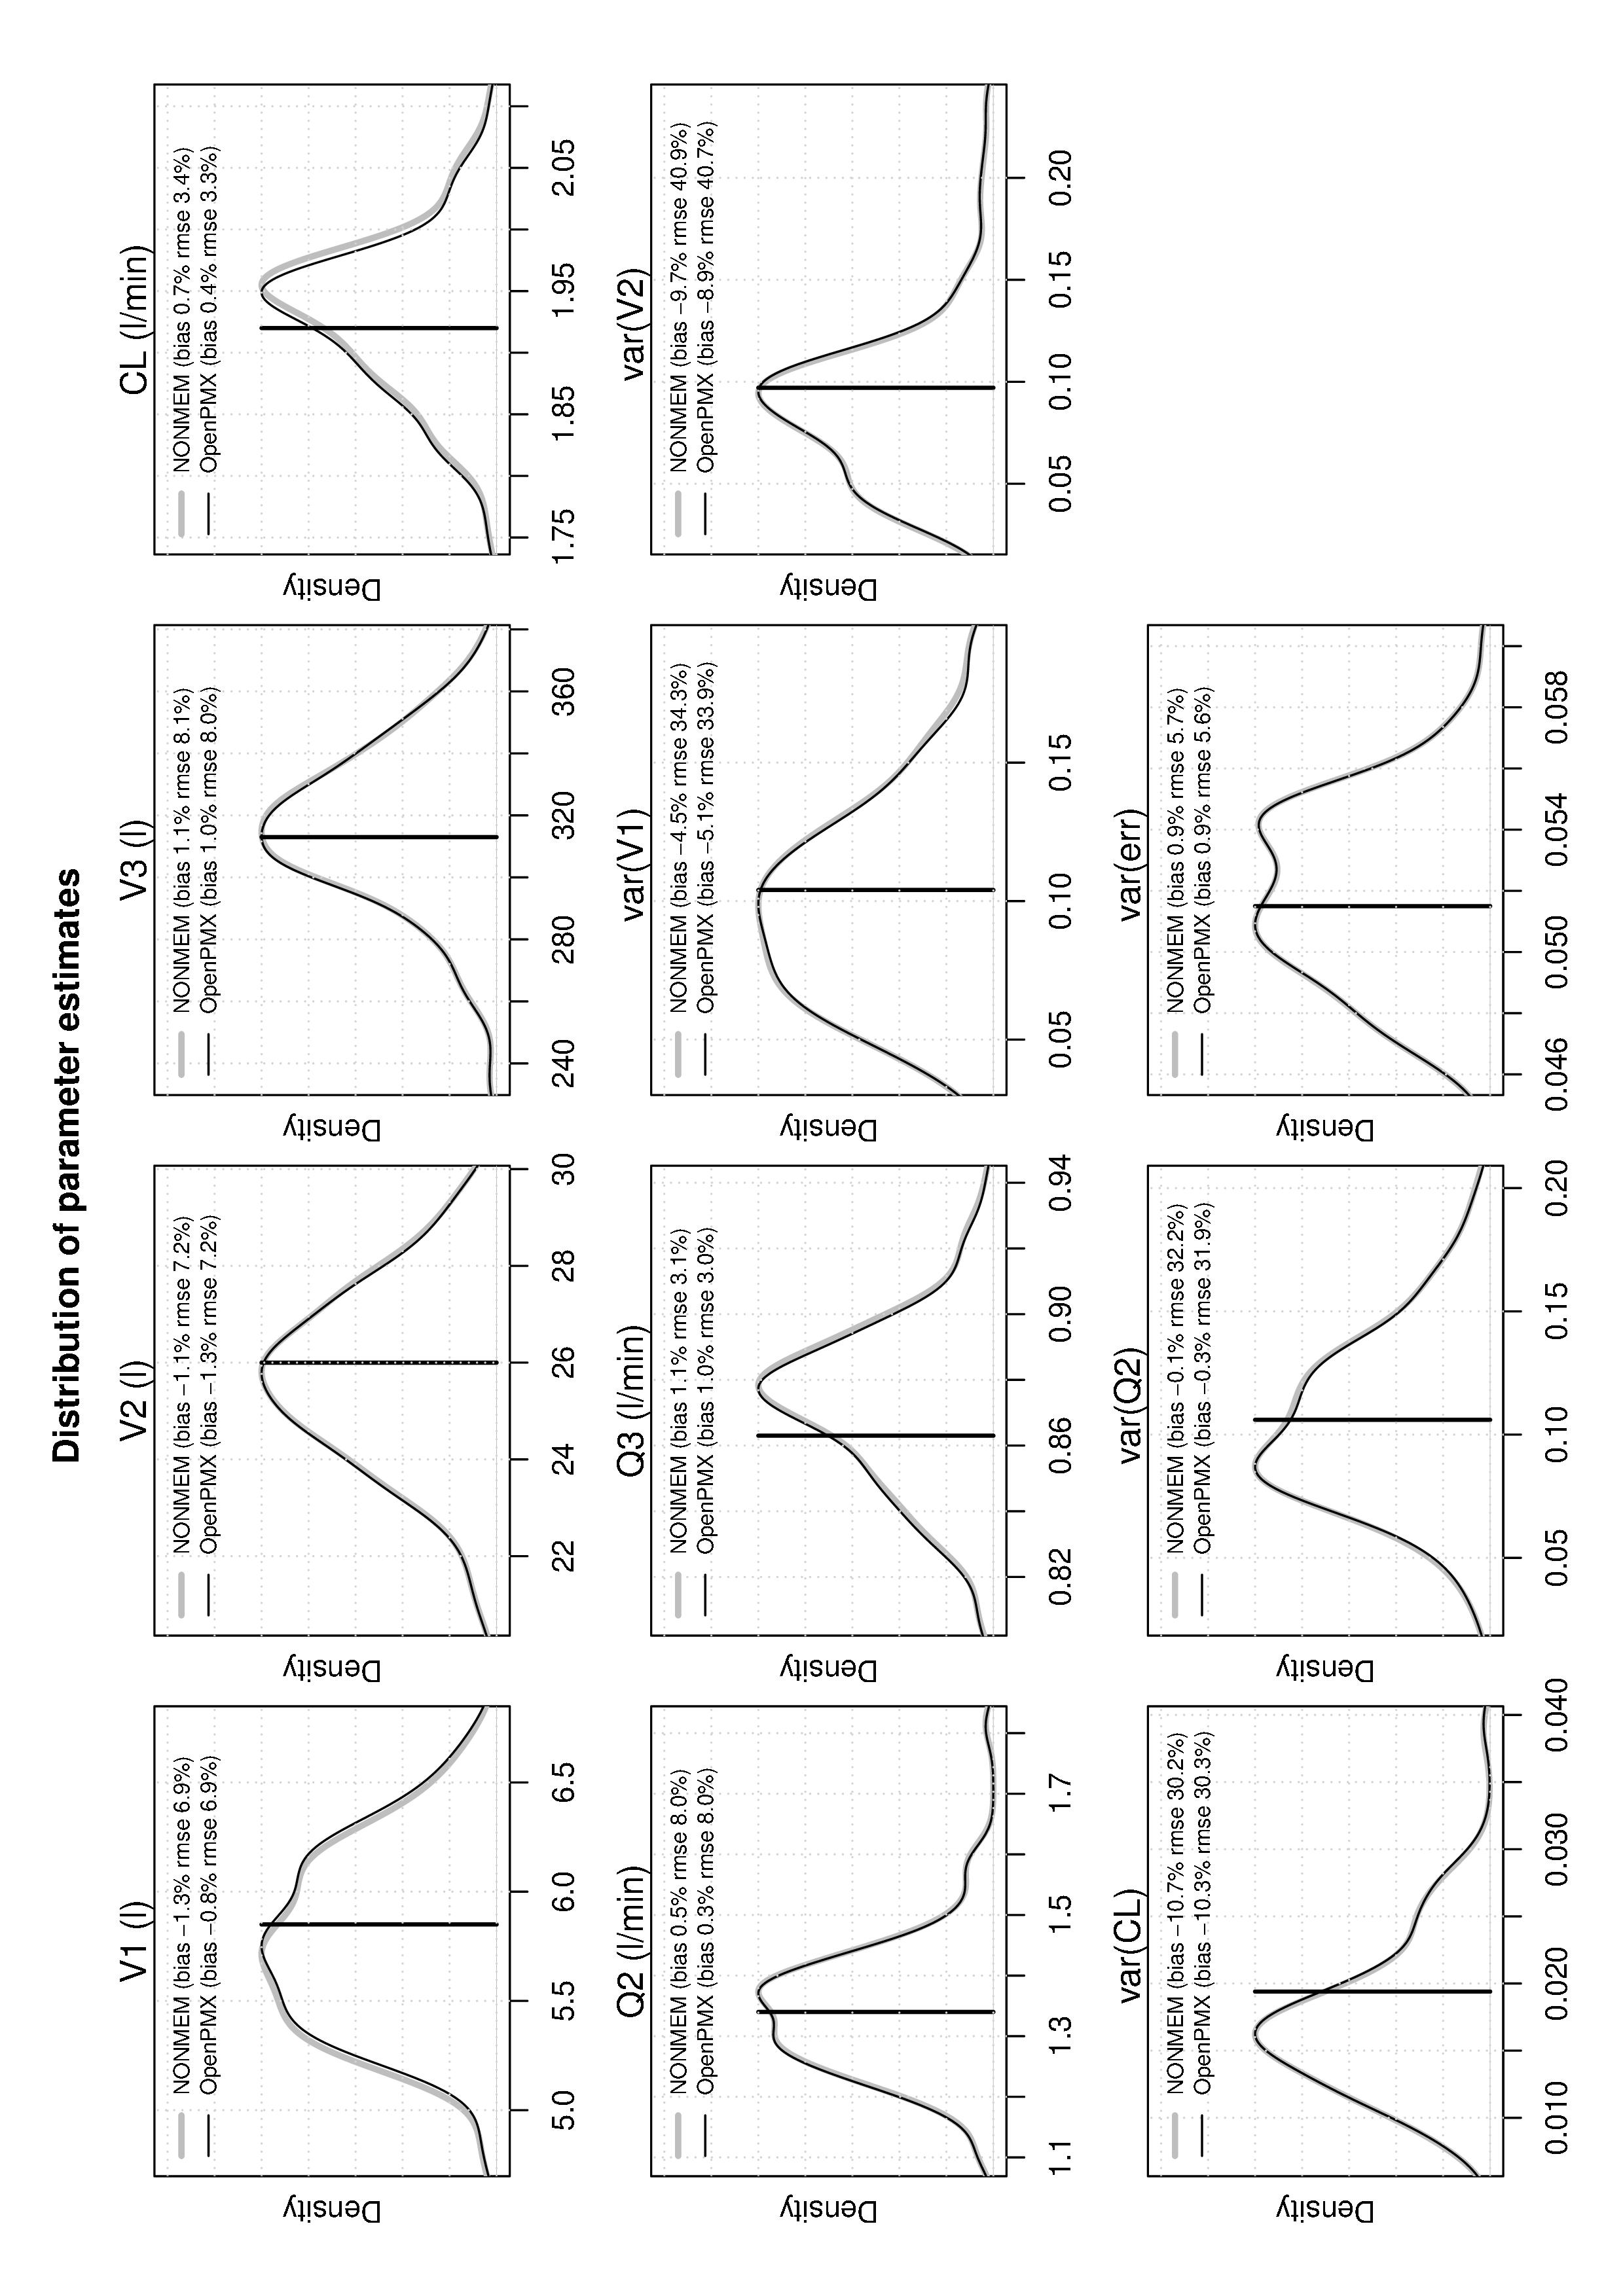 Distribution of parameter estimates
V1 (l)
NONMEM (bias −1.3% rmse 6.9%)
OpenPMX (bias −0.8% rmse 6.9%)
Density
5.0 5.5 6.0 6.5
V2 (l)
NONMEM (bias −1.1% rmse 7.2%)
OpenPMX (bias −1.3% rmse 7.2%)
Density
22 24 26 28 30
V3 (l)
NONMEM (bias 1.1% rmse 8.1%)
OpenPMX (bias 1.0% rmse 8.0%)
Density
240 280 320 360
CL (l/min)
NONMEM (bias 0.7% rmse 3.4%)
OpenPMX (bias 0.4% rmse 3.3%)
Density
1.75 1.85 1.95 2.05
Q2 (l/min)
NONMEM (bias 0.5% rmse 8.0%)
OpenPMX (bias 0.3% rmse 8.0%)
Density
1.1 1.3 1.5 1.7
Q3 (l/min)
NONMEM (bias 1.1% rmse 3.1%)
OpenPMX (bias 1.0% rmse 3.0%)
Density
0.82 0.86 0.90 0.94
var(V1)
NONMEM (bias −4.5% rmse 34.3%)
OpenPMX (bias −5.1% rmse 33.9%)
Density
0.05 0.10 0.15
var(V2)
NONMEM (bias −9.7% rmse 40.9%)
OpenPMX (bias −8.9% rmse 40.7%)
Density
0.05 0.10 0.15 0.20
var(CL)
NONMEM (bias −10.7% rmse 30.2%)
OpenPMX (bias −10.3% rmse 30.3%)
Density
0.010 0.020 0.030 0.040
var(Q2)
NONMEM (bias −0.1% rmse 32.2%)
OpenPMX (bias −0.3% rmse 31.9%)
Density
0.05 0.10 0.15 0.20
var(err)
NONMEM (bias 0.9% rmse 5.7%)
OpenPMX (bias 0.9% rmse 5.6%)
Density
0.046 0.050 0.054 0.058